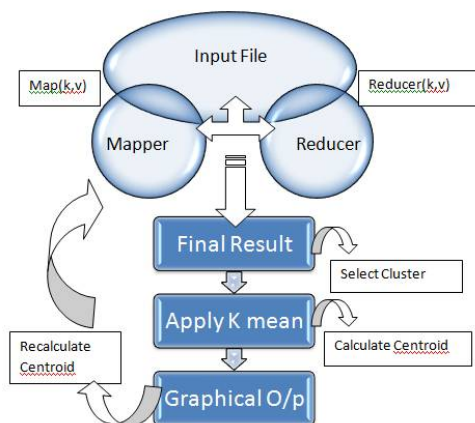 Input File
Map(k,v)
Reducer(k,v)
Mapper
Reducer
Final Result
Select Cluster
Apply K mean
Calculate Centroid
Recalculate
Centroid
Graphical O/p